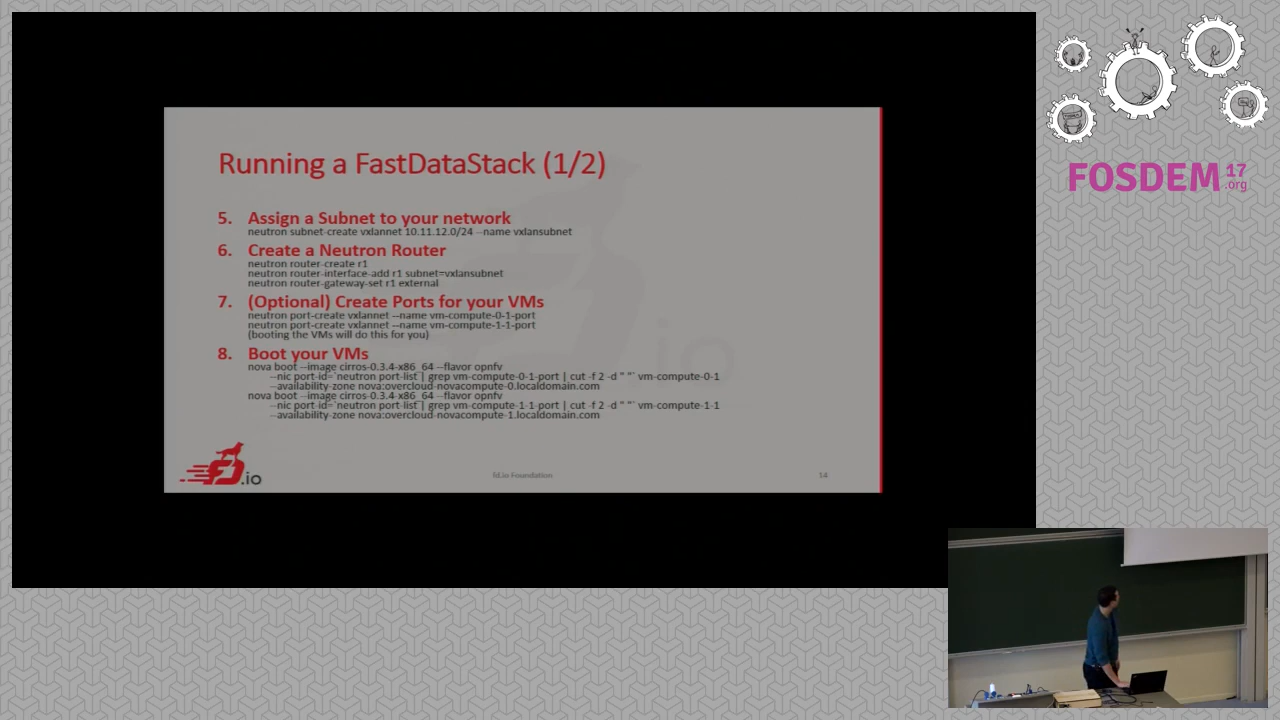 Running a FastDataStack (1/2)
5. Assign a Subnet to your network
neutron subnet-create vxlannet 10.11.12.0/24 --name vxlansubnet
6. Create a Neutron Router
neutron router-create r1
neutron router-interface-add r1 subnet=vxlansubnet
neutron router-gateway-set r1 external
7. (Optional) Create Ports for your VMs
neutron port-create vxlannet --name vm-compute-0-1-port
neutron port-create vxlannet --name vm-compute-1-1-port
(booting the VMs will do this for you)
8. Boot your VMs
nova boot --image cirros-0.3.4-x86_64 --flavor opnfv
--nic port-id=`neutron port-list | grep vm-compute-0-1-port | cut -f 2 -d " "` vm-compute-0-1
--availability-zone nova:overcloud-novacompute-0.localdomain.com
nova boot --image cirros-0.3.4-x86_64 --flavor opnfv
--nic port-id=`neutron port-list | grep vm-compute-1-1-port | cut -f 2 -d " "` vm-compute-1-1
--availability-zone nova:overcloud-novacompute-1.localdomain.com
.io
fd.io Foundation
14
FOSDEM 17
.org